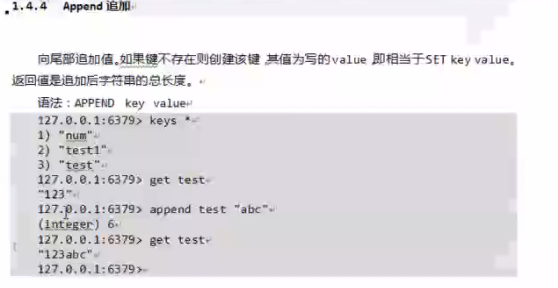 1.4.4 Append 追加
向尾部追加值。如果键不存在则创建该键,其值为写的value,即相当于SET key value。
返回值是追加后字符串的总长度。
语法：APPEND key value
127.0.0.1:6379> keys *
1) "num"
2) "test1"
3) "test"
127.0.0.1:6379> get test
"123"
127.0.0.1:6379> append test "abc"
(integer) 6
127.0.0.1:6379> get test
"123abc"
127.0.0.1:6379>